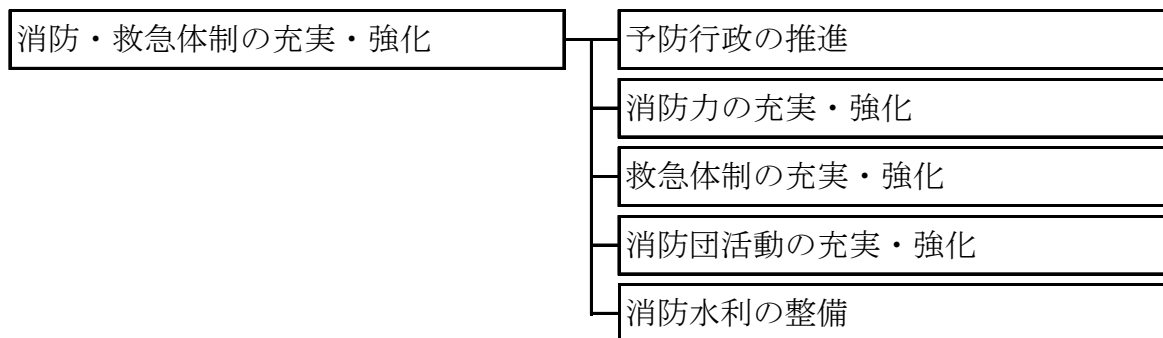 消防・救急体制の充実・強化
予防行政の推進
消防力の充実・強化
救急体制の充実・強化
消防団活動の充実・強化
消防水利の整備